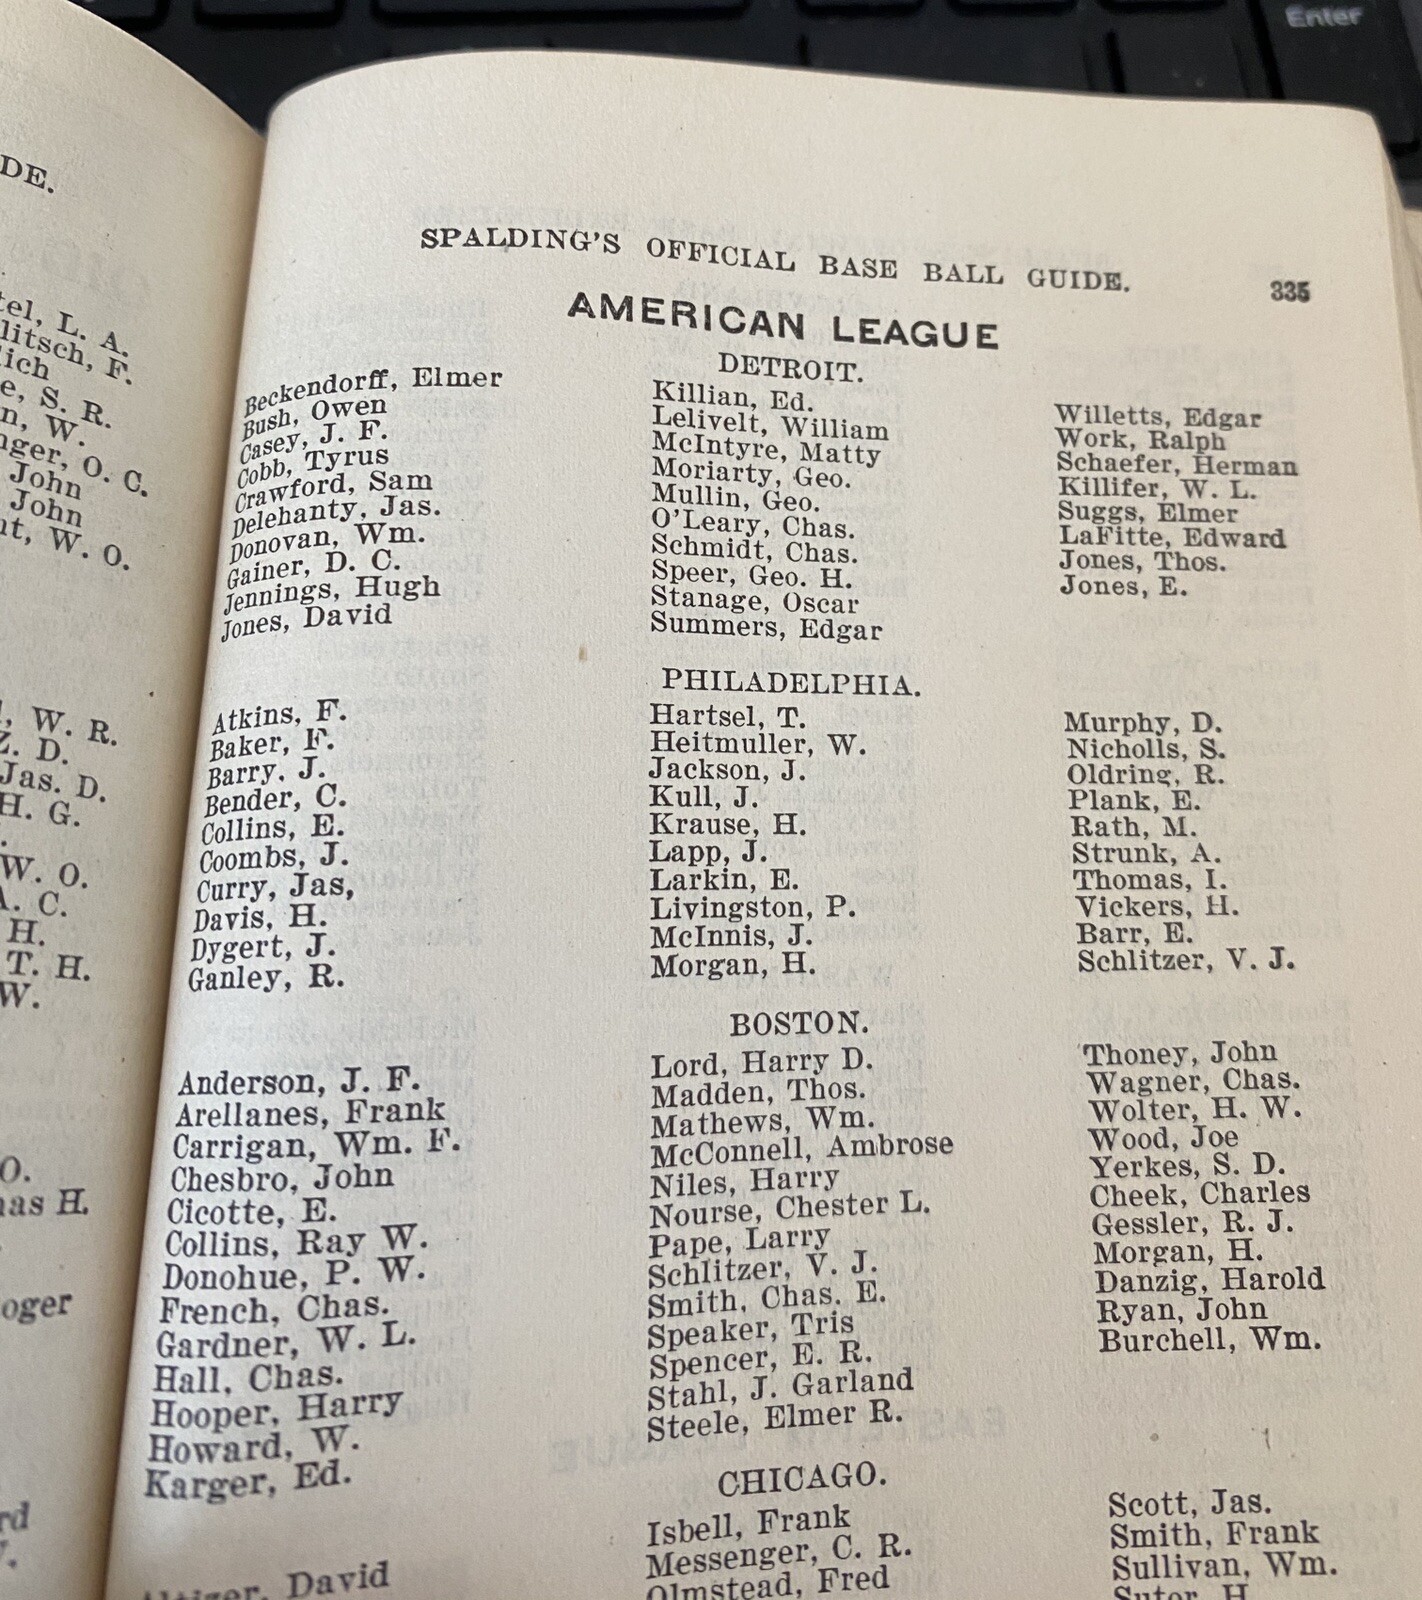 Enter
DE.
L. A.
F.
S. R.
W.
O. C.
John
John
W. O.
W. R.
Z. D.
Jas. D.
H. G.
W. O.
C.
H.
T. H.
W.
O.
H.
SPALDING'S OFFICIAL BASE BALL GUIDE. 335
AMERICAN LEAGUE
DETROIT.
Beckendorff, Elmer
Bush, Owen
Casey, J. F.
Cobb, Tyrus
Crawford, Sam
Delehanty, Jas.
Donovan, Wm.
Gainer, D. C.
Jennings, Hugh
Jones, David
Killian, Ed.
Lelivelt, William
McIntyre, Matty
Moriarty, Geo.
Mullin, Geo.
O'Leary, Chas.
Schmidt, Chas.
Speer, Geo. H.
Stanage, Oscar
Summers, Edgar
Willetts, Edgar
Work, Ralph
Schaefer, Herman
Killifer, W. L.
Suggs, Elmer
LaFitte, Edward
Jones, Thos.
Jones, E.
PHILADELPHIA.
Atkins, F.
Baker, F.
Barry. J.
Bender, C.
Collins, E.
Coombs, J.
Curry, Jas,
Davis, H.
Dygert, J.
Ganley, R.
Hartsel, T.
Heitmuller, W.
Jackson, J.
Kull, J.
Krause, H.
Lapp, J.
Larkin, E.
Livingston, P.
McInnis, J.
Morgan, H.
Murphy, D.
Nicholls, S.
Oldring, R.
Plank, E.
Rath, M.
Strunk, A.
Thomas, I.
Vickers, H.
Barr, E.
Schlitzer, V. J.
BOSTON.
Anderson, J. F.
Arellanes, Frank
Carrigan, Wm. F.
Chesbro, John
Cicotte, E.
Collins, Ray W.
Donohue, P. W.
French, Chas.
Gardner, W. L.
Hall, Chas.
Hooper, Harry
Howard, W.
Karger, Ed.
Lord, Harry D.
Madden, Thos.
Mathews, Wm.
McConnell, Ambrose
Niles, Harry
Nourse, Chester L.
Pape, Larry
Schlitzer, V. J.
Smith, Chas. E.
Speaker, Tris
Spencer, E. R.
Stahl, J. Garland
Steele, Elmer R.
Thoney, John
Wagner, Chas.
Wolter, H. W.
Wood, Joe
Yerkes, S. D.
Cheek, Charles
Gessler, R. J.
Morgan, H.
Danzig, Harold
Ryan, John
Burchell, Wm.
CHICAGO.
David
Isbell, Frank
Messenger, C. R.
Olmstead, Fred
Scott, Jas.
Smith, Frank
Sullivan, Wm.
Sutor, H.